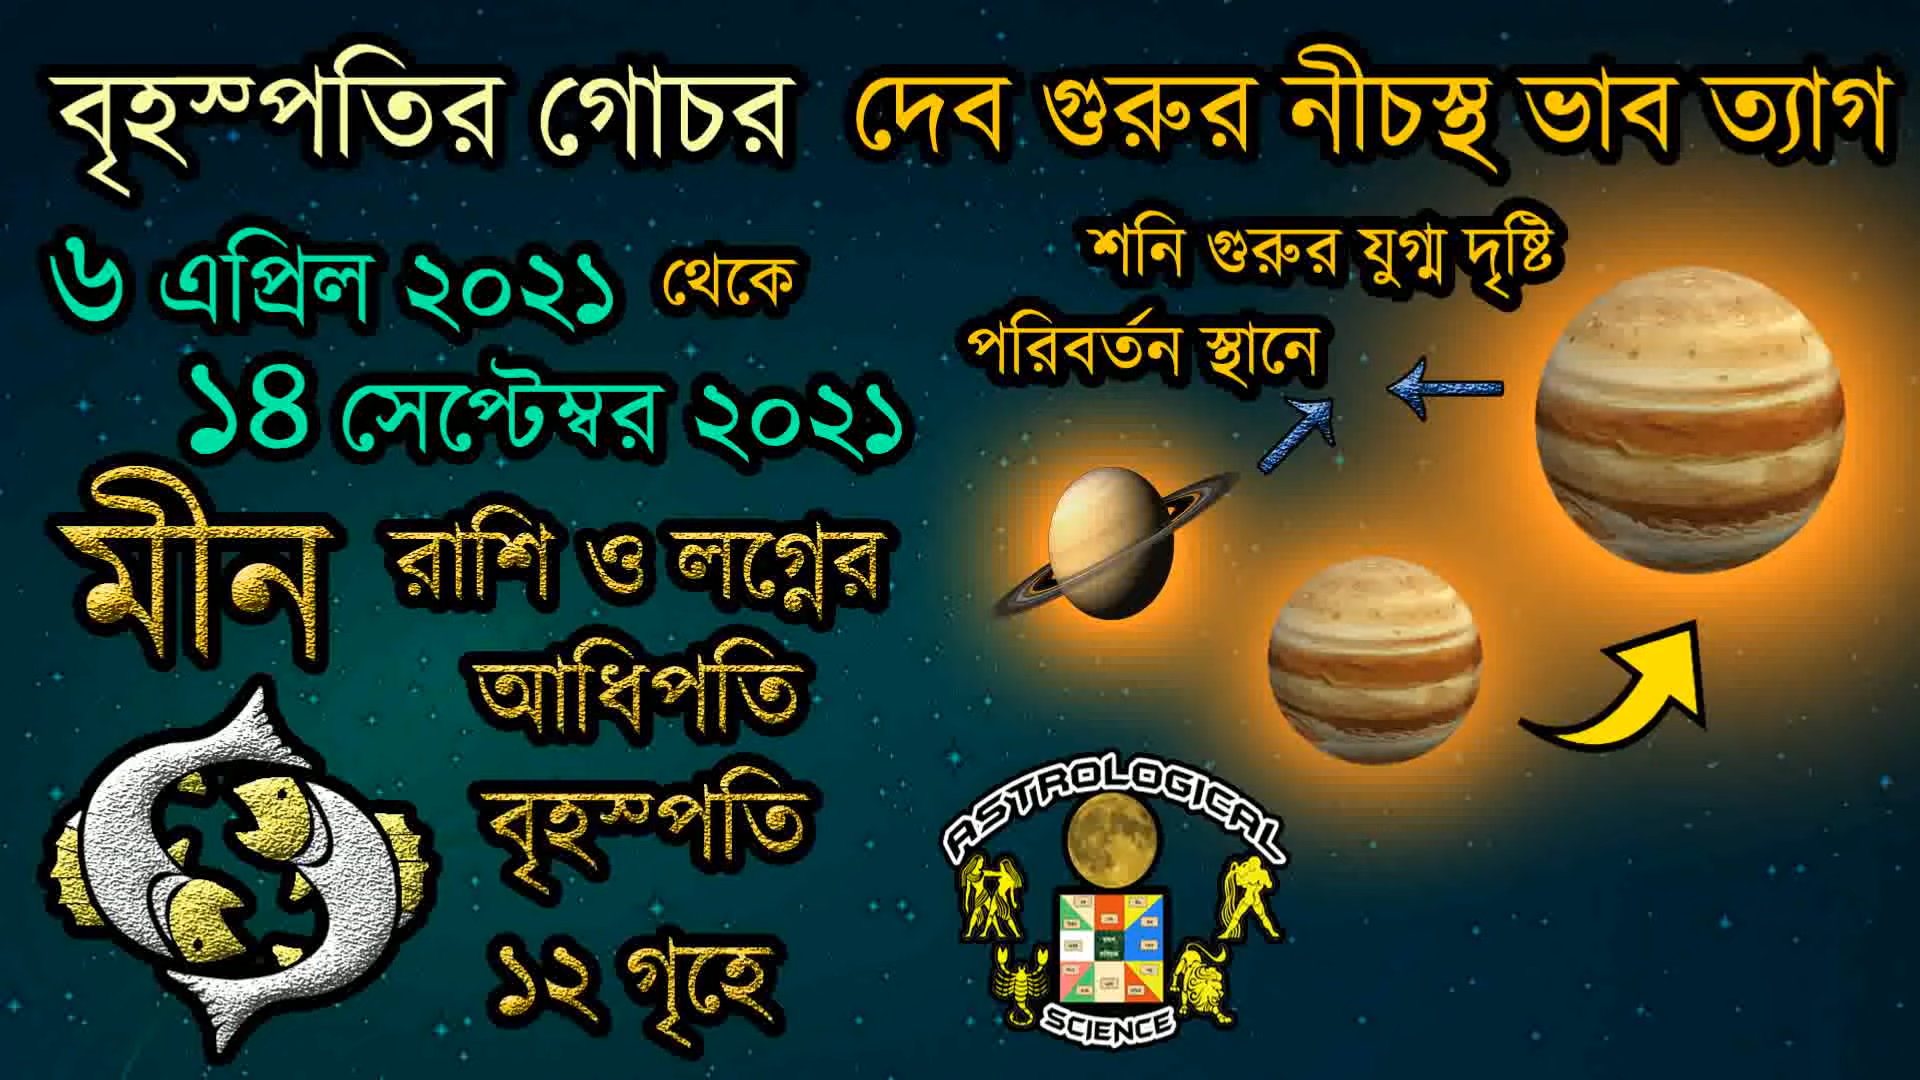 বৃহস্পতির গোচর দেব গুরুর নীচস্থ ভাব ত্যাগ
শনি গুরুর যুগ্ম দৃষ্টি
পরিবর্তন স্থানে
৬ এপ্রিল ২০২১ থেকে
১৪ সেপ্টেম্বর ২০২১
মীন রাশি ও লগ্নের
আধিপতি
বৃহস্পতি
১২ গৃহে
ASTROLOGICAL
SCIENCE